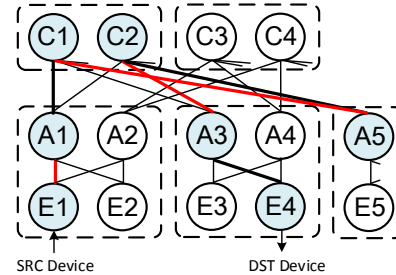 C1 C2 C3 C4
A1 A2 A3 A4 A5
E1 E2 E3 E4 E5
SRC Device DST Device